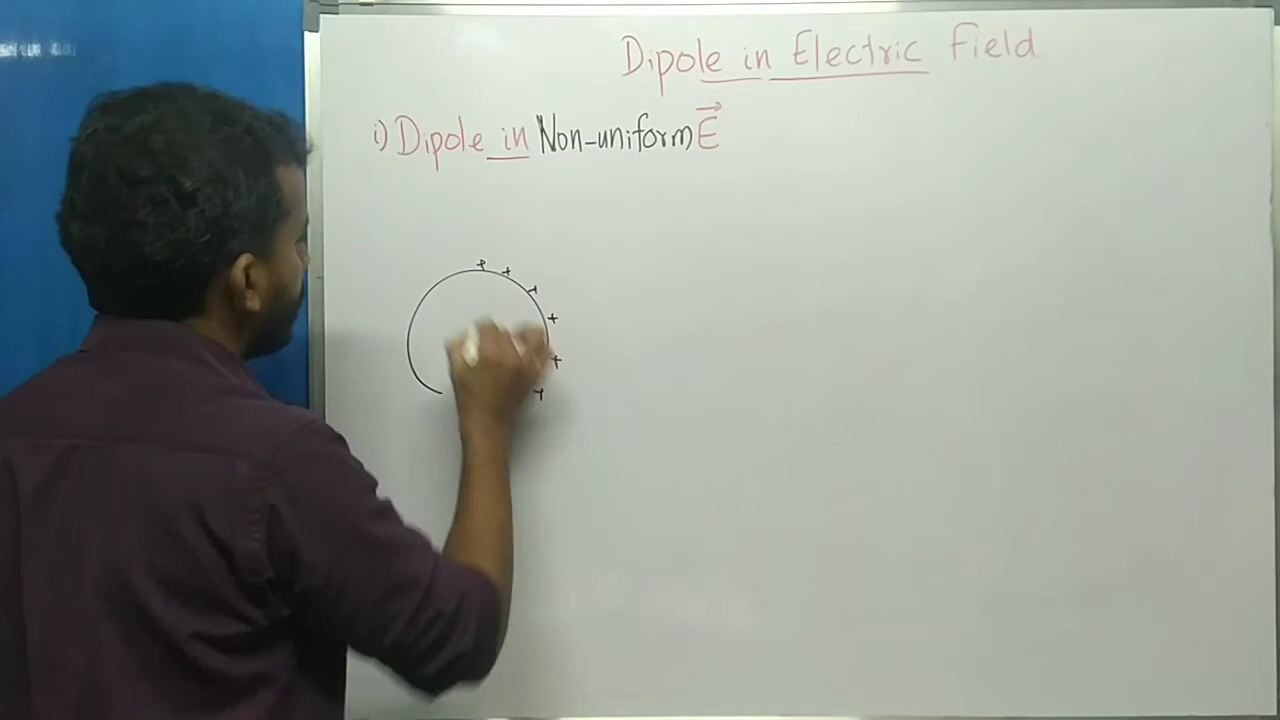 Dipole in Electric Field
i) Dipole in Non-uniform E⃗
+ + + + + +